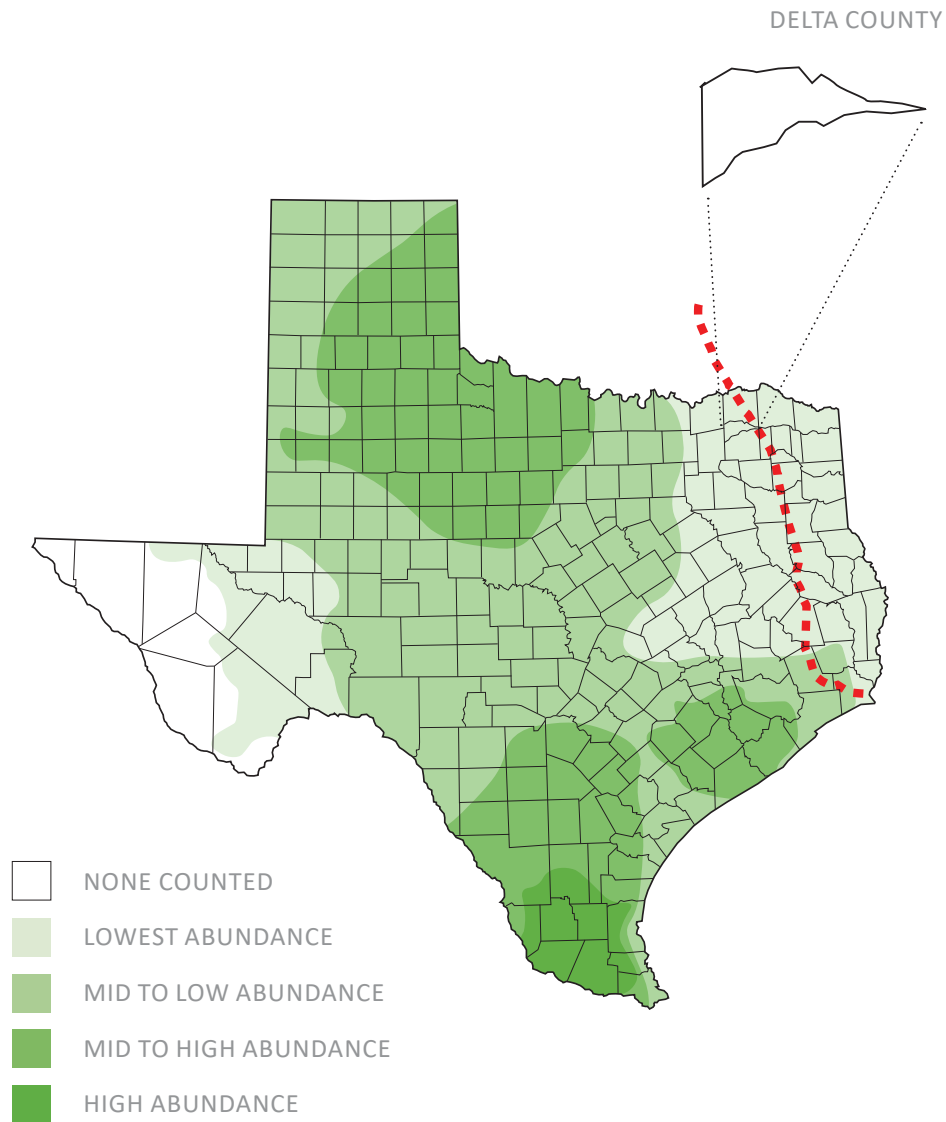 DELTA COUNTY
NONE COUNTED
LOWEST ABUNDANCE
MID TO LOW ABUNDANCE
MID TO HIGH ABUNDANCE
HIGH ABUNDANCE